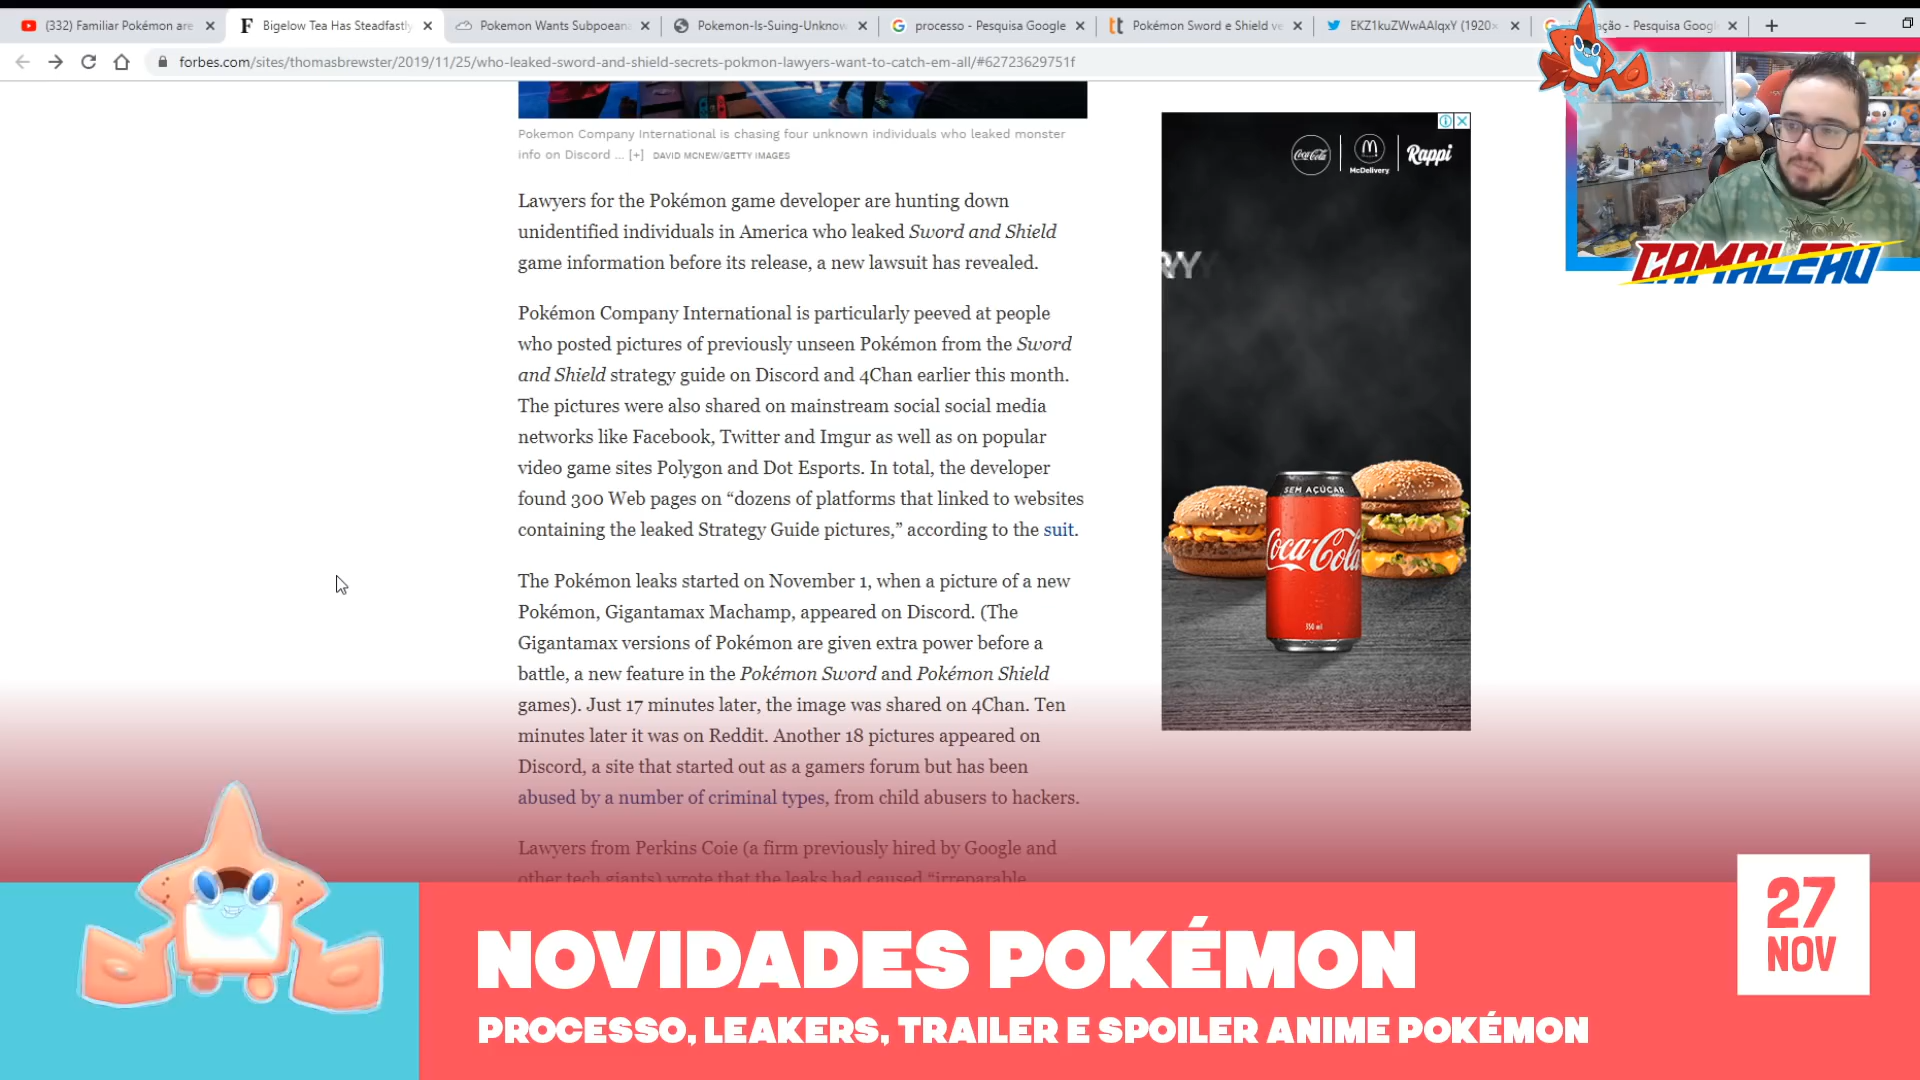 (332) Familiar Pokémon are
Bigelow Tea Has Steadfastly
Pokemon Wants Subpoena
Pokemon-Is-Suing-Unknow
processo - Pesquisa Google
Pokémon Sword e Shield ve
EKZ1kuZWwAAlqxY (1920×
ção - Pesquisa Googl
forbes.com/sites/thomasbrewster/2019/11/25/who-leaked-sword-and-shield-secrets-pokmon-lawyers-want-to-catch-em-all/#62723629751f
Pokemon Company International is chasing four unknown individuals who leaked monster
info on Discord ... [+] DAVID MCNEW/GETTY IMAGES
Lawyers for the Pokémon game developer are hunting down
unidentified individuals in America who leaked Sword and Shield
game information before its release, a new lawsuit has revealed.
Pokémon Company International is particularly peeved at people
who posted pictures of previously unseen Pokémon from the Sword
and Shield strategy guide on Discord and 4Chan earlier this month.
The pictures were also shared on mainstream social social media
networks like Facebook, Twitter and Imgur as well as on popular
video game sites Polygon and Dot Esports. In total, the developer
found 300 Web pages on “dozens of platforms that linked to websites
containing the leaked Strategy Guide pictures,” according to the suit.
The Pokémon leaks started on November 1, when a picture of a new
Pokémon, Gigantamax Machamp, appeared on Discord. (The
Gigantamax versions of Pokémon are given extra power before a
battle, a new feature in the Pokémon Sword and Pokémon Shield
games). Just 17 minutes later, the image was shared on 4Chan. Ten
minutes later it was on Reddit. Another 18 pictures appeared on
Discord, a site that started out as a gamers forum but has been
abused by a number of criminal types, from child abusers to hackers.
Lawyers from Perkins Coie (a firm previously hired by Google and
other tech giants) wrote that the leaks had caused “irreparable
Coca-Cola
McDelivery
Rappi
RY
SEM AÇÚCAR
Coca-Cola
350 ml
CAMALEAO
NOVIDADES POKÉMON
PROCESSO, LEAKERS, TRAILER E SPOILER ANIME POKÉMON
27
NOV